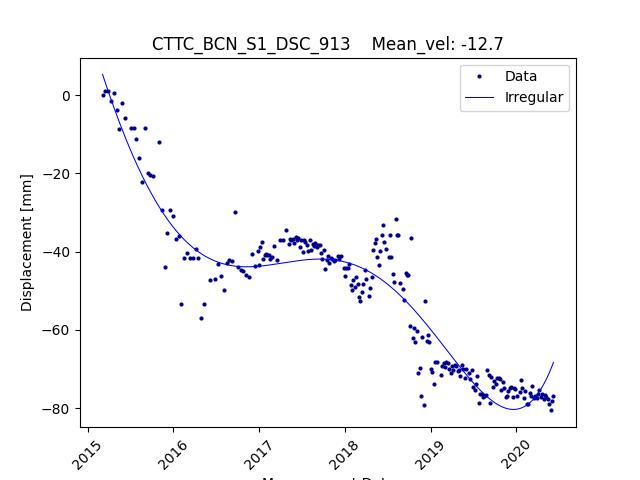 CTTC_BCN_S1_DSC_913 Mean_vel: -12.7
Data
Irregular
Displacement [mm]
0
−20
−40
−60
−80
2015
2016
2017
2018
2019
2020